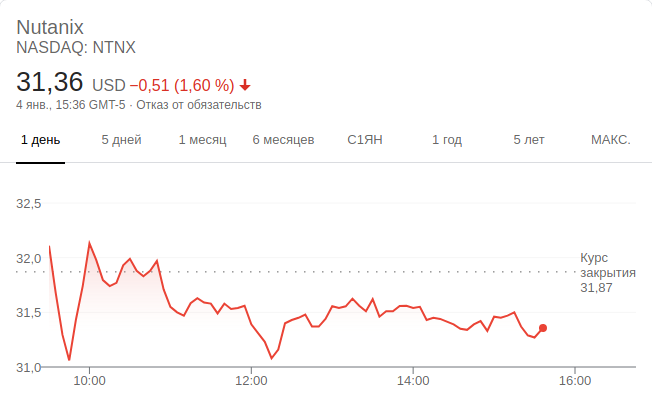 Nutanix
NASDAQ: NTNX
31,36 USD −0,51 (1,60 %)
4 янв., 15:36 GMT-5 · Отказ от обязательств
1 день 5 дней 1 месяц 6 месяцев С1ЯН 1 год 5 лет МАКС.
32,5
32,0
31,5
31,0
Курс
закрытия
31,87
10:00 12:00 14:00 16:00